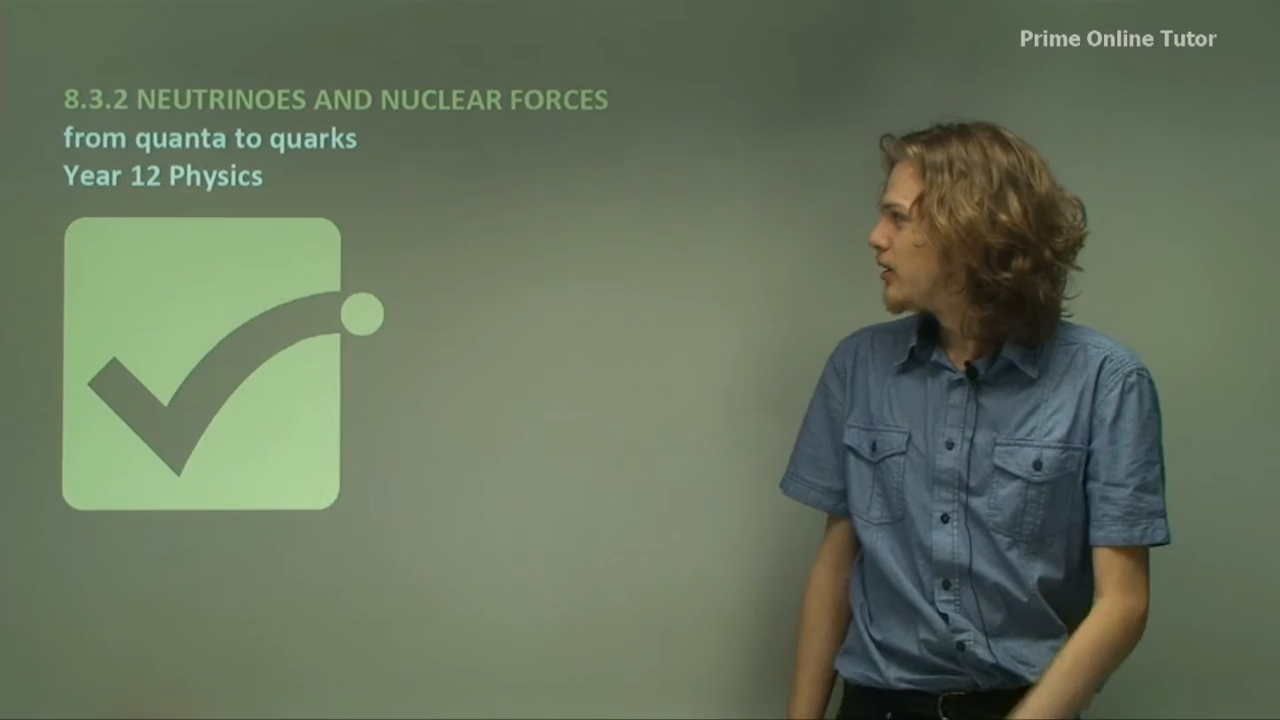 Prime Online Tutor
8.3.2 NEUTRINOES AND NUCLEAR FORCES
from quanta to quarks
Year 12 Physics